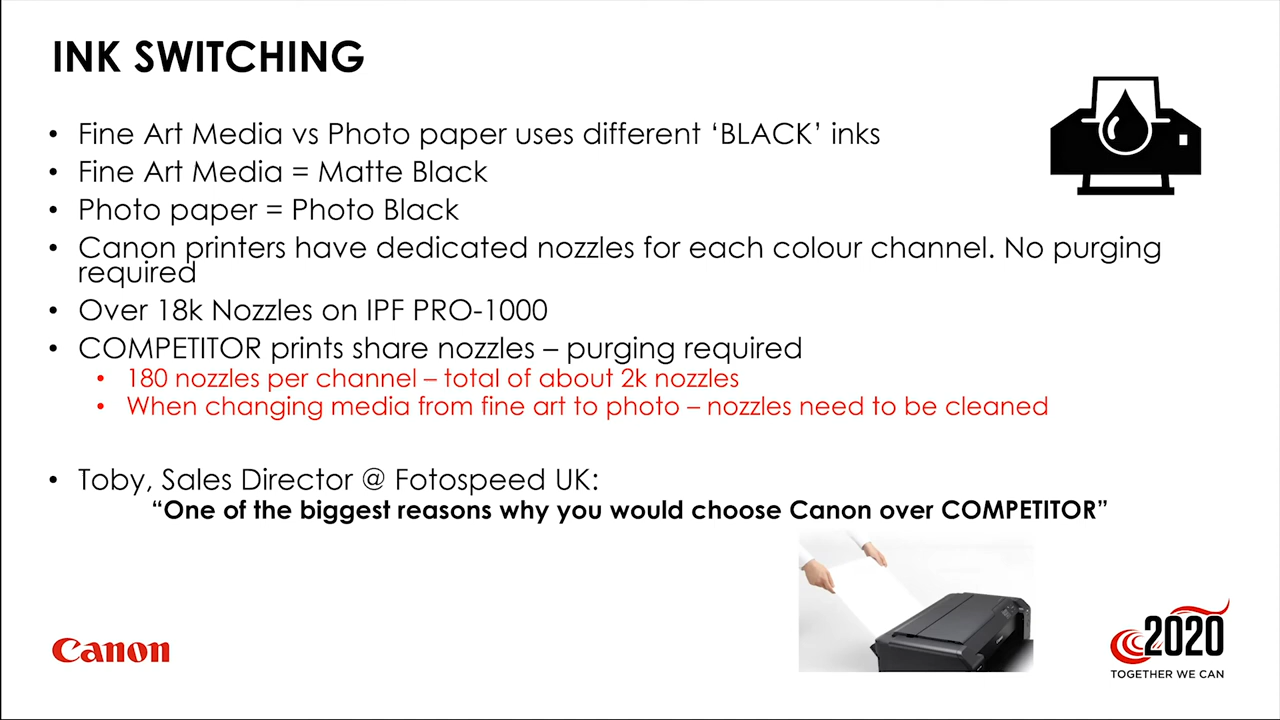 INK SWITCHING
• Fine Art Media vs Photo paper uses different ‘BLACK’ inks
• Fine Art Media = Matte Black
• Photo paper = Photo Black
• Canon printers have dedicated nozzles for each colour channel. No purging
required
• Over 18k Nozzles on IPF PRO-1000
• COMPETITOR prints share nozzles – purging required
• 180 nozzles per channel – total of about 2k nozzles
• When changing media from fine art to photo – nozzles need to be cleaned
• Toby, Sales Director @ Fotospeed UK:
“One of the biggest reasons why you would choose Canon over COMPETITOR”
Canon
2020
TOGETHER WE CAN